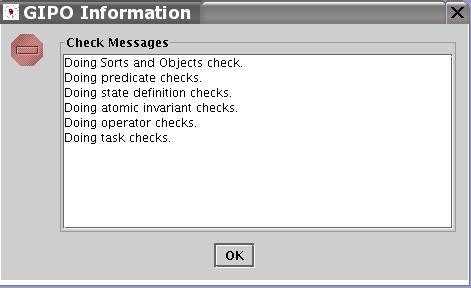 GIPO Information
Check Messages
Doing Sorts and Objects check.
Doing predicate checks.
Doing state definition checks.
Doing atomic invariant checks.
Doing operator checks.
Doing task checks.
OK